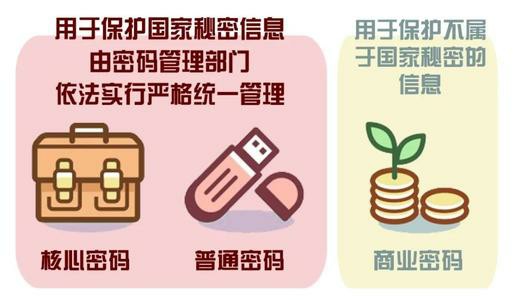 用于保护国家秘密信息
由密码管理部门
依法实行严格统一管理
核心密码
普通密码
用于保护不属
于国家秘密的
信息
商业密码